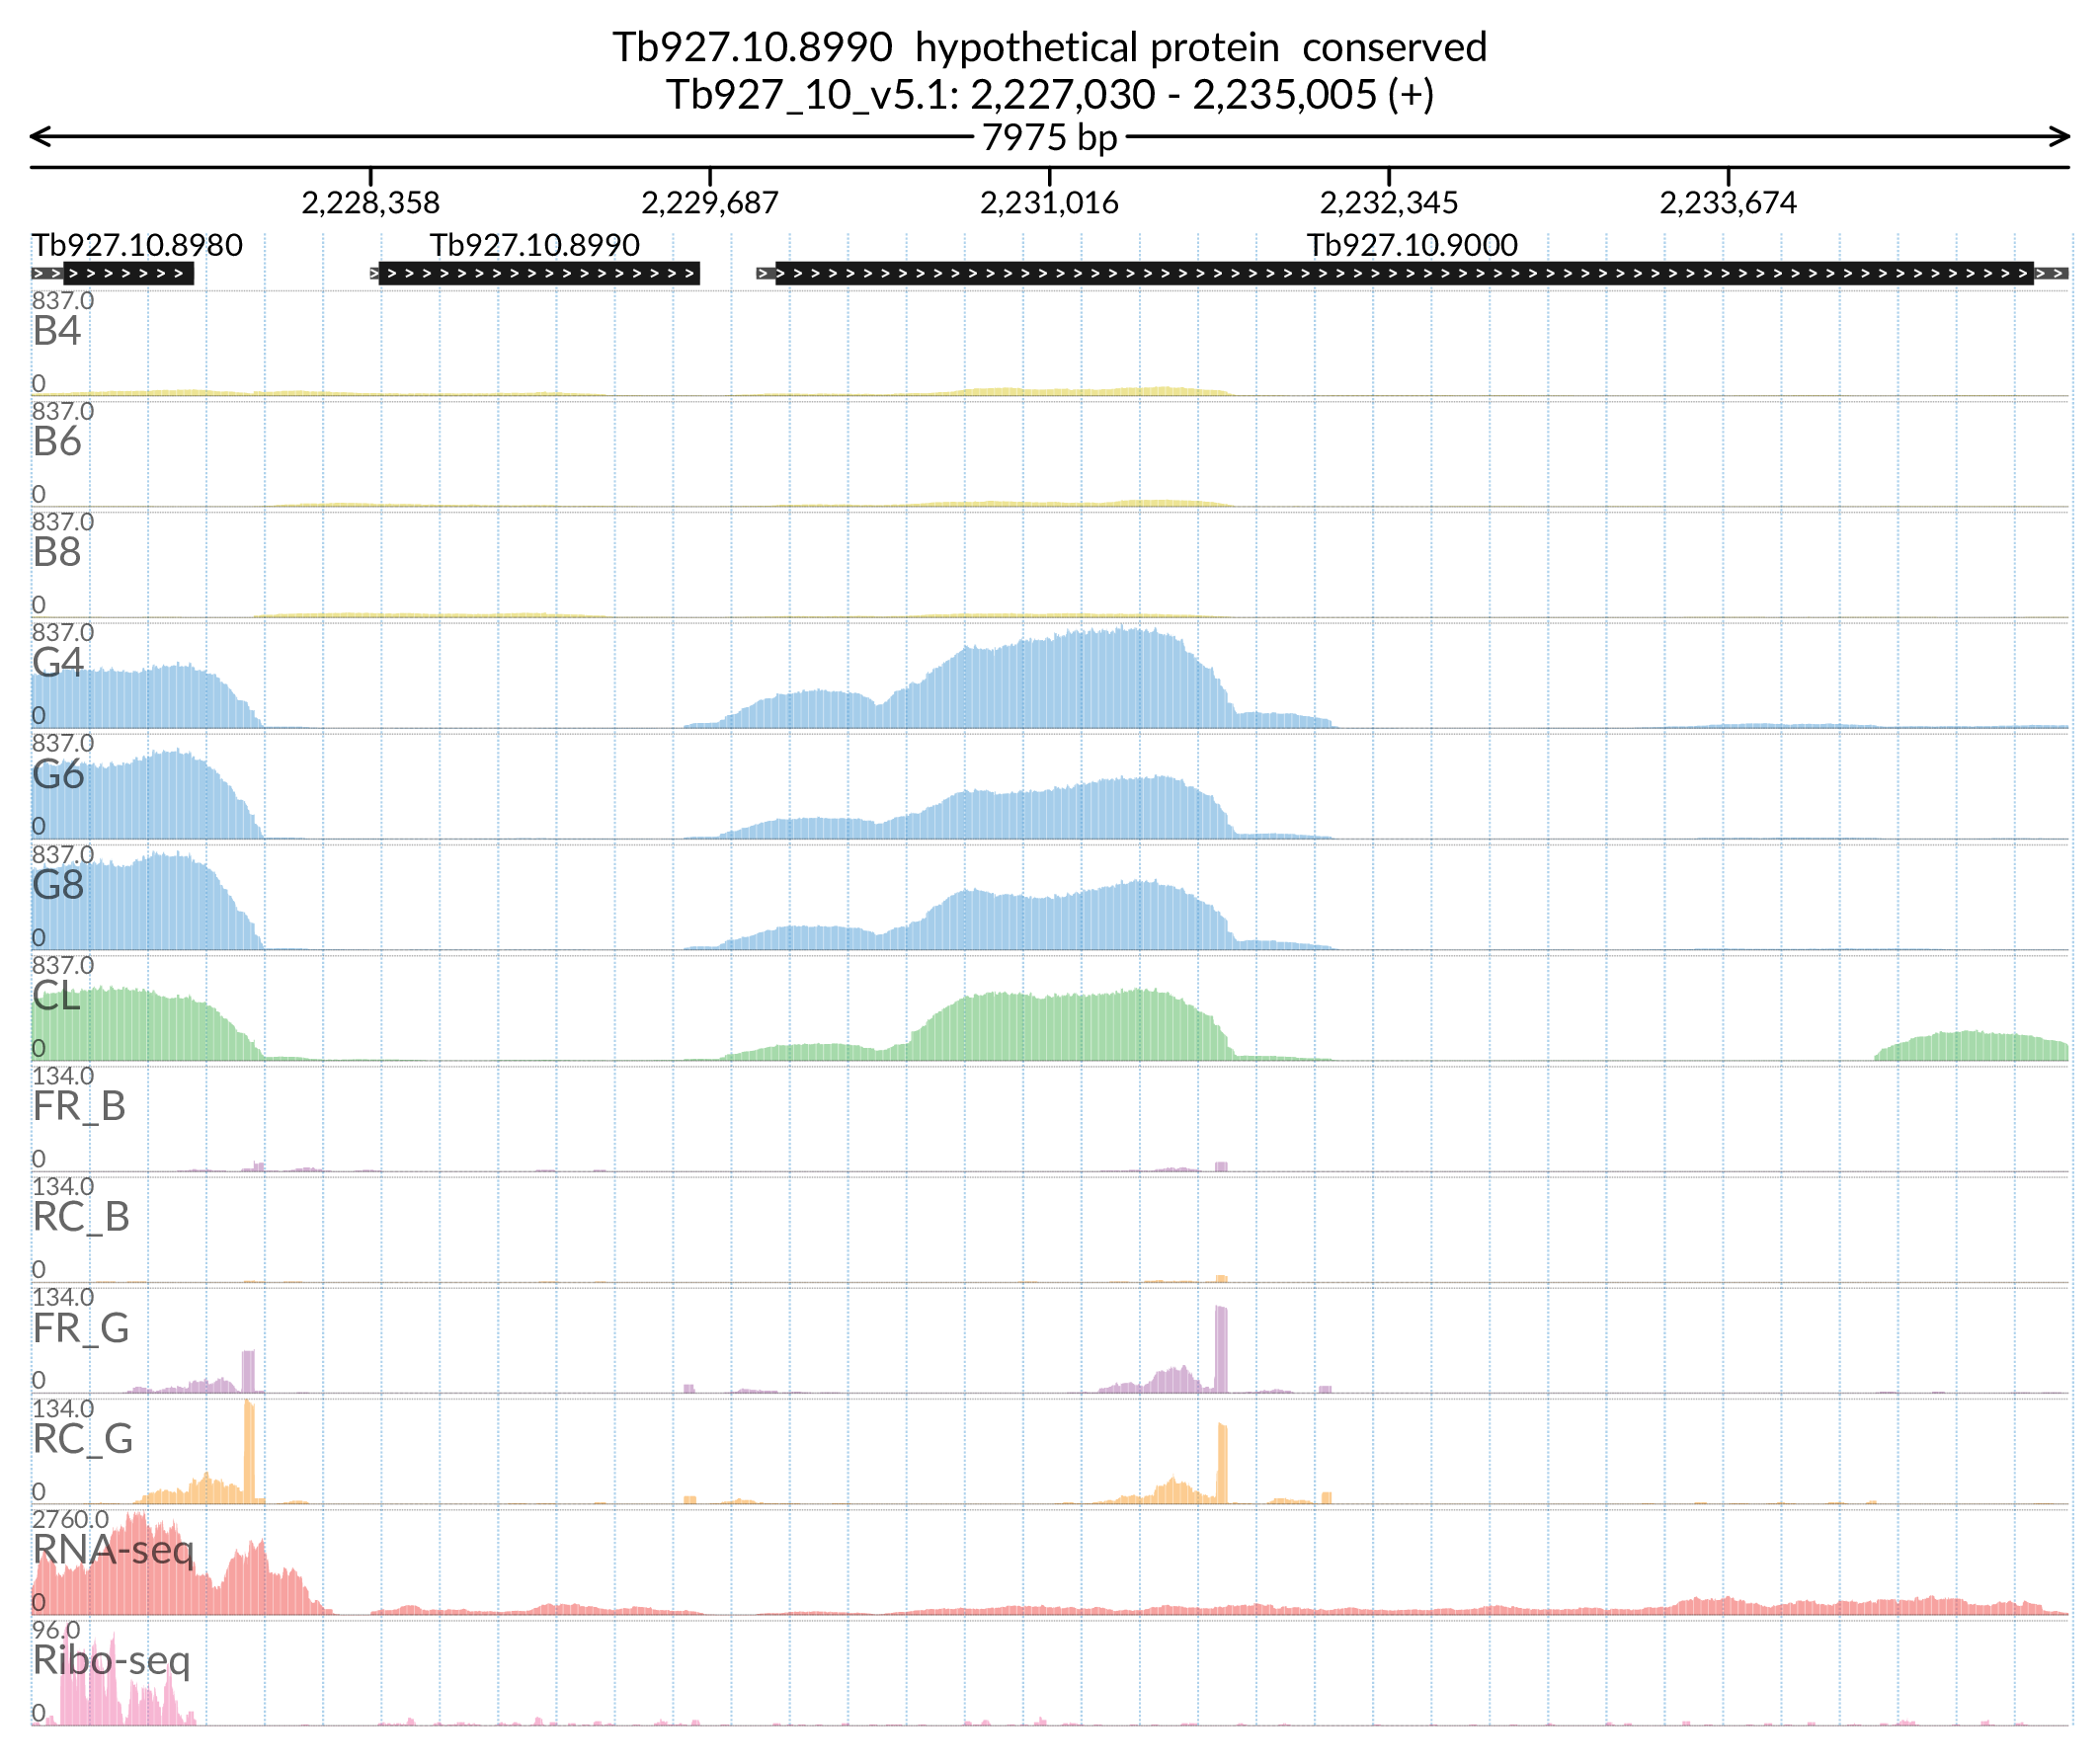 Tb927.10.8990 hypothetical protein conserved
Tb927_10_v5.1: 2,227,030 - 2,235,005 (+)
7975 bp
2,228,358 2,229,687 2,231,016 2,232,345 2,233,674
Tb927.10.8980 Tb927.10.8990 Tb927.10.9000
837.0
B4
0
837.0
B6
0
837.0
B8
0
837.0
G4
0
837.0
G6
0
837.0
G8
0
837.0
CL
0
134.0
FR_B
0
134.0
RC_B
0
134.0
FR_G
0
134.0
RC_G
0
2760.0
RNA-seq
0
96.0
Ribo-seq
0